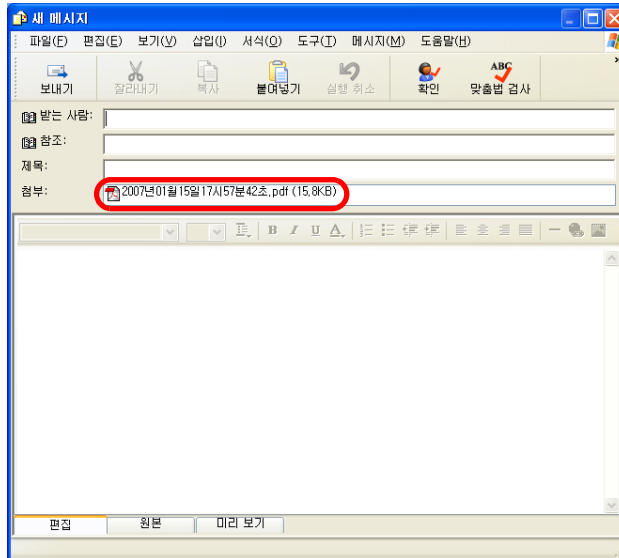 새 메시지
파일(F) 편집(E) 보기(V) 삽입(I) 서식(O) 도구(T) 메시지(M) 도움말(H)
ABC
보내기 잘라내기 복사 붙여넣기 실행 취소 확인 맞춤법 검사
받는 사람:
참조:
제목:
첨부: 2007년01월15일17시57분42초.pdf (15.8KB)
B I U A
편집 원본 미리 보기